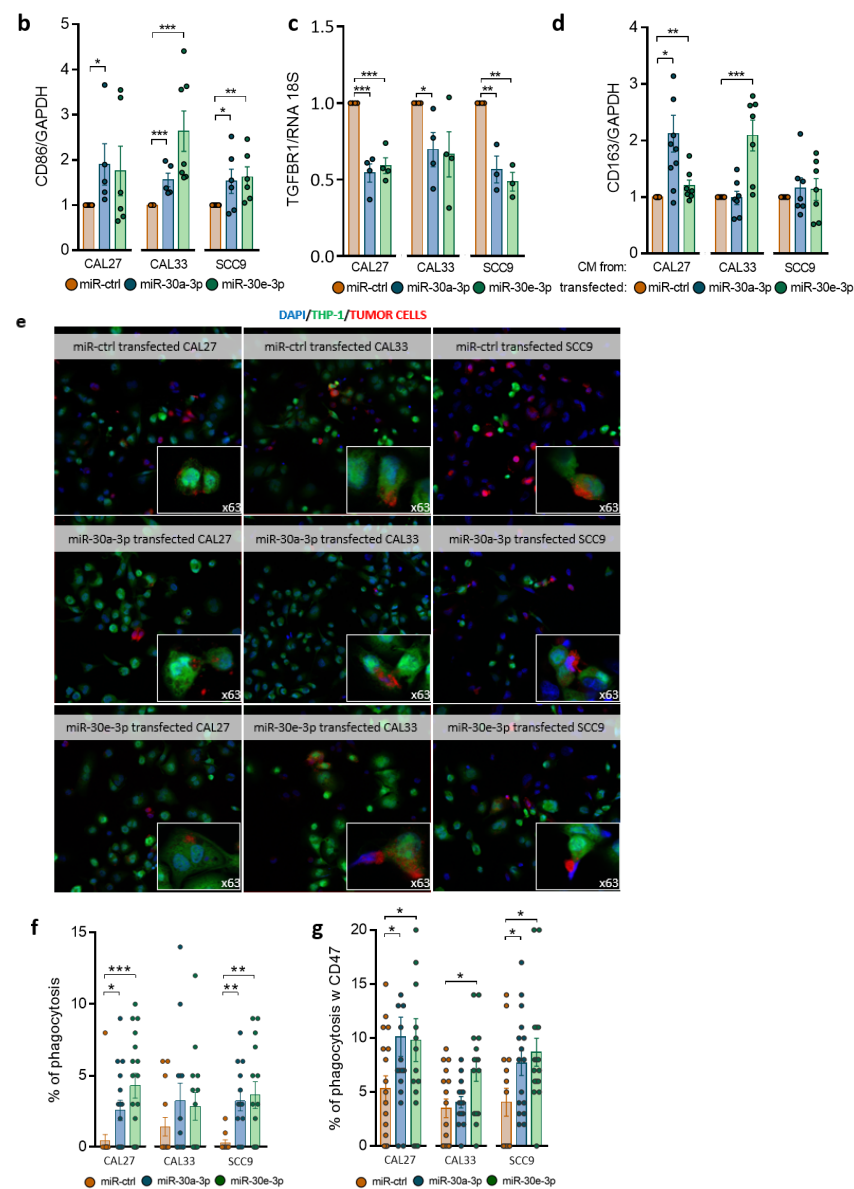 b
CD86/GAPDH
5
4
3
2
1
0
*
***
***
*
**
CAL27 CAL33 SCC9
miR-ctrl miR-30a-3p miR-30e-3p
c
TGFBR1/RNA 18S
1.5
1.0
0.5
0.0
***
***
*
**
**
CAL27 CAL33 SCC9
miR-ctrl miR-30a-3p miR-30e-3p
d
CD163/GAPDH
4
3
2
1
0
**
*
***
CM from: CAL27 CAL33 SCC9
transfected: miR-ctrl miR-30a-3p miR-30e-3p
e
DAPI/THP-1/TUMOR CELLS
miR-ctrl transfected CAL27 miR-ctrl transfected CAL33 miR-ctrl transfected SCC9
x63 x63 x63
miR-30a-3p transfected CAL27 miR-30a-3p transfected CAL33 miR-30a-3p transfected SCC9
x63 x63 x63
miR-30e-3p transfected CAL27 miR-30e-3p transfected CAL33 miR-30e-3p transfected SCC9
x63 x63 x63
f
% of phagocytosis
15
10
5
0
***
*
**
**
CAL27 CAL33 SCC9
miR-ctrl miR-30a-3p miR-30e-3p
g
% of phagocytosis w CD47
20
15
10
5
0
*
*
*
*
*
CAL27 CAL33 SCC9
miR-ctrl miR-30a-3p miR-30e-3p